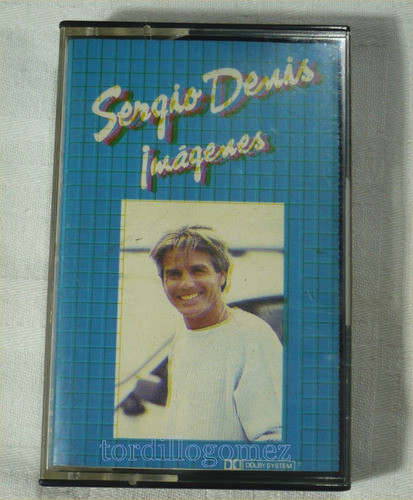 Sergio Denis
Imágenes
tordillogomez
DOLBY SYSTEM